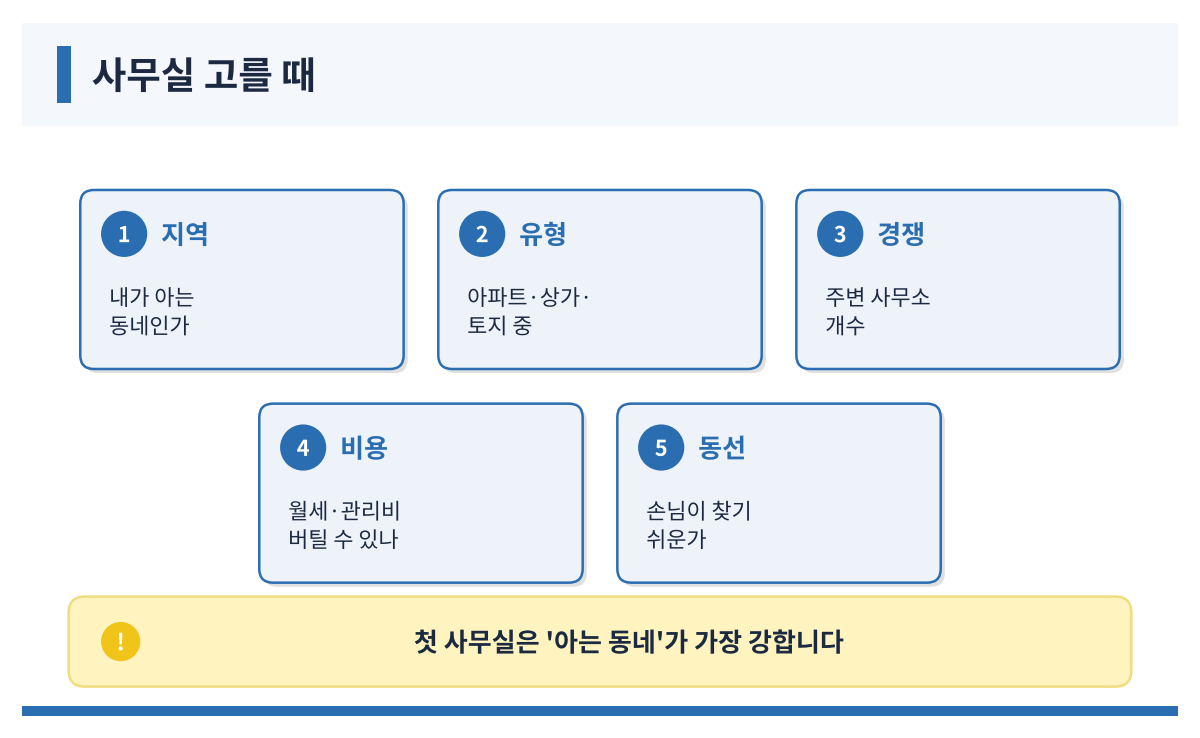 사무실 고를 때
1 지역
내가 아는
동네인가
2 유형
아파트·상가·
토지 중
3 경쟁
주변 사무소
개수
4 비용
월세·관리비
버틸 수 있나
5 동선
손님이 찾기
쉬운가
! 첫 사무실은 '아는 동네'가 가장 강합니다